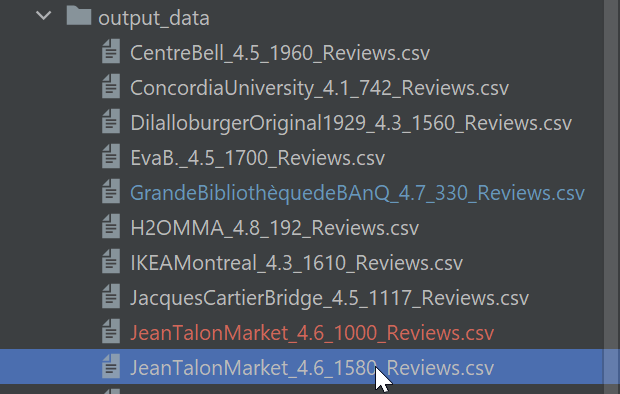 output_data
CentreBell_4.5_1960_Reviews.csv
ConcordiaUniversity_4.1_742_Reviews.csv
DilalloburgerOriginal1929_4.3_1560_Reviews.csv
EvaB._4.5_1700_Reviews.csv
GrandeBibliothèquedeBAnQ_4.7_330_Reviews.csv
H2OMMA_4.8_192_Reviews.csv
IKEAMontreal_4.3_1610_Reviews.csv
JacquesCartierBridge_4.5_1117_Reviews.csv
JeanTalonMarket_4.6_1000_Reviews.csv
JeanTalonMarket_4.6_1580_Reviews.csv